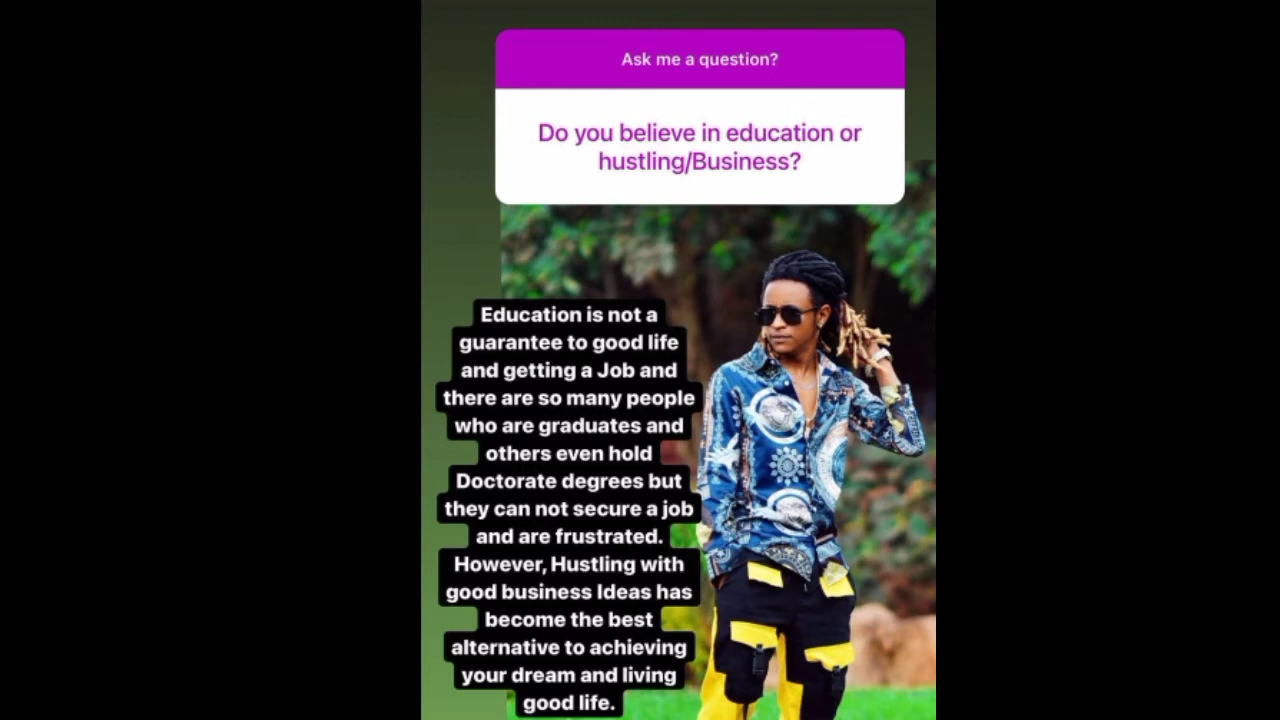 Ask me a question?
Do you believe in education or
hustling/Business?
Education is not a
guarantee to good life
and getting a Job and
there are so many people
who are graduates and
others even hold
Doctorate degrees but
they can not secure a job
and are frustrated.
However, Hustling with
good business Ideas has
become the best
alternative to achieving
your dream and living
good life.